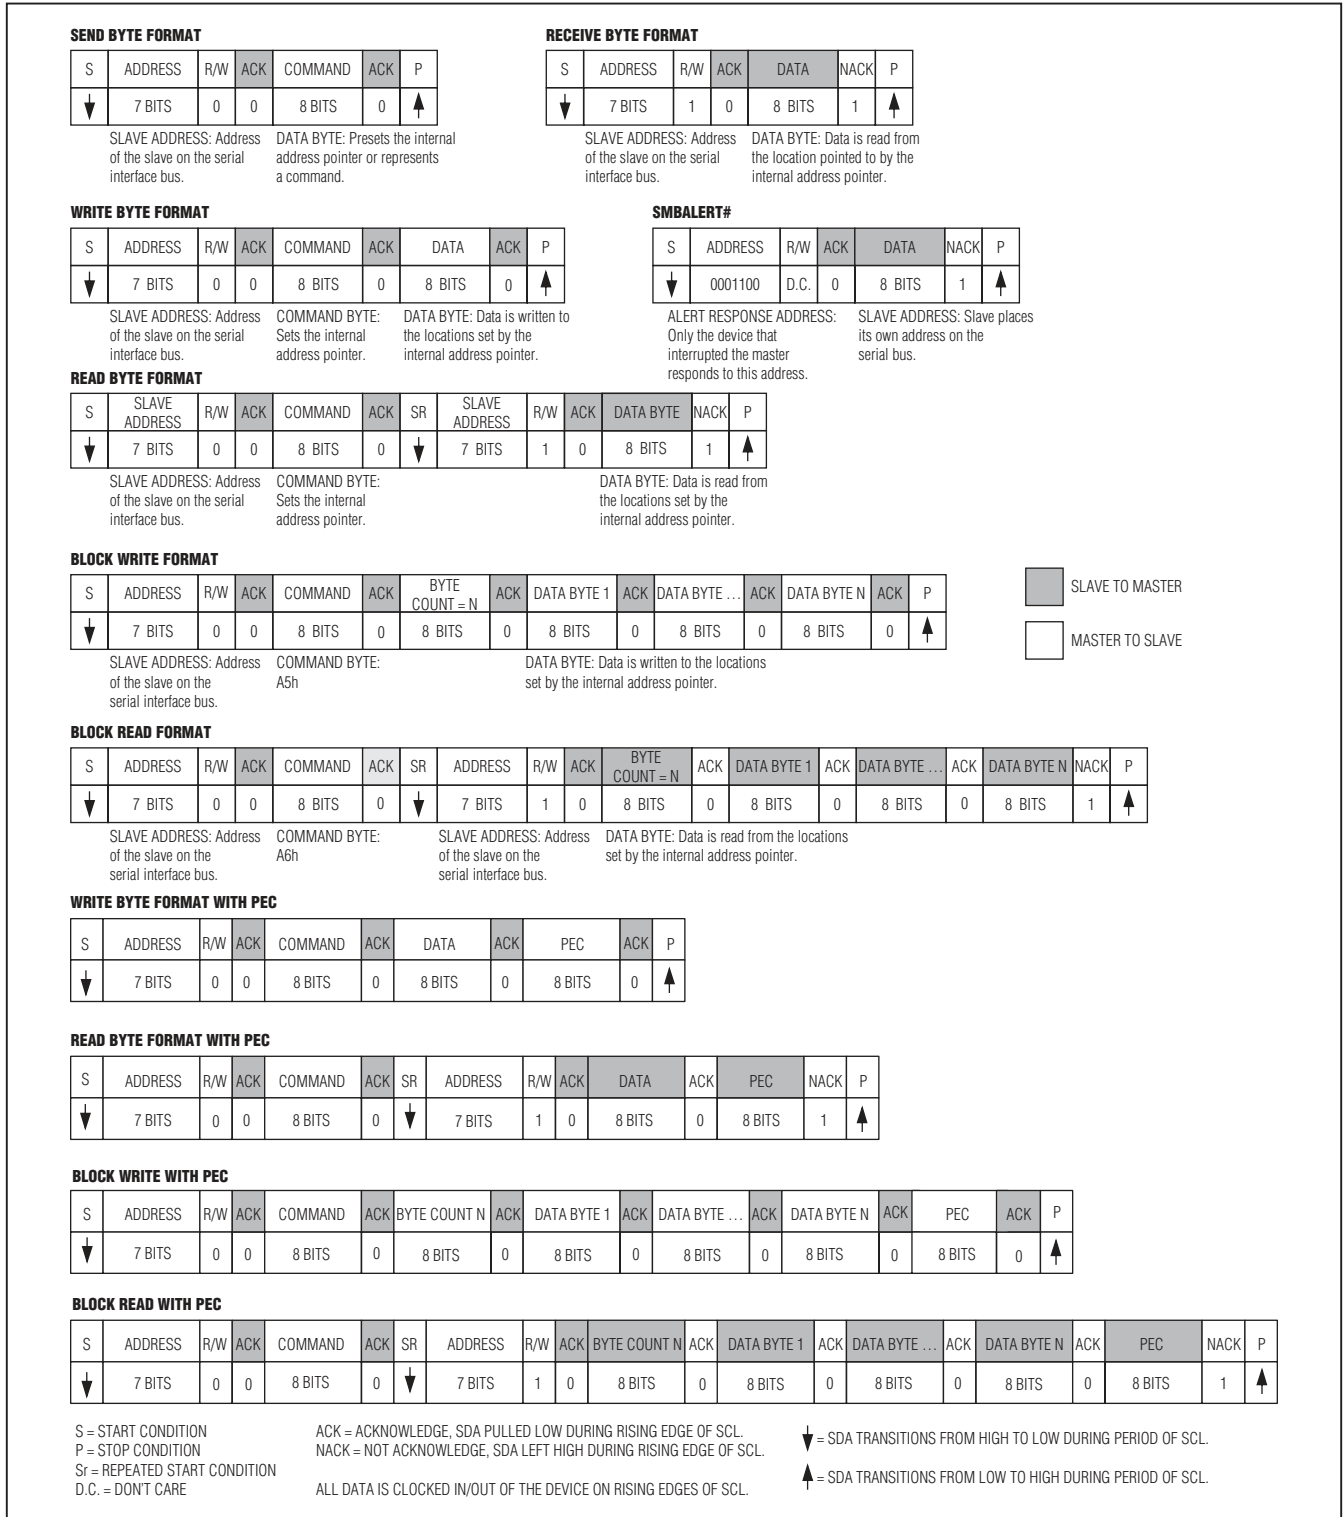 SEND BYTE FORMAT
S ADDRESS R/W ACK COMMAND ACK P
7 BITS 0 0 8 BITS 0
SLAVE ADDRESS: Address
of the slave on the serial
interface bus.
DATA BYTE: Presets the internal
address pointer or represents
a command.
RECEIVE BYTE FORMAT
S ADDRESS R/W ACK DATA NACK P
7 BITS 1 0 8 BITS 1
SLAVE ADDRESS: Address
of the slave on the serial
interface bus.
DATA BYTE: Data is read from
the location pointed to by the
internal address pointer.
WRITE BYTE FORMAT
S ADDRESS R/W ACK COMMAND ACK DATA ACK P
7 BITS 0 0 8 BITS 0 8 BITS 0
SLAVE ADDRESS: Address
of the slave on the serial
interface bus.
COMMAND BYTE:
Sets the internal
address pointer.
DATA BYTE: Data is written to
the locations set by the
internal address pointer.
SMBALERT#
S ADDRESS R/W ACK DATA NACK P
0001100 D.C. 0 8 BITS 1
ALERT RESPONSE ADDRESS:
Only the device that
interrupted the master
responds to this address.
SLAVE ADDRESS: Slave places
its own address on the
serial bus.
READ BYTE FORMAT
S SLAVE ADDRESS R/W ACK COMMAND ACK SR SLAVE ADDRESS R/W ACK DATA BYTE NACK P
7 BITS 0 0 8 BITS 0 7 BITS 1 0 8 BITS 1
SLAVE ADDRESS: Address
of the slave on the serial
interface bus.
COMMAND BYTE:
Sets the internal
address pointer.
DATA BYTE: Data is read from
the locations set by the
internal address pointer.
BLOCK WRITE FORMAT
S ADDRESS R/W ACK COMMAND ACK BYTE COUNT = N ACK DATA BYTE 1 ACK DATA BYTE ... ACK DATA BYTE N ACK P
7 BITS 0 0 8 BITS 0 8 BITS 0 8 BITS 0 8 BITS 0 8 BITS 0
SLAVE ADDRESS: Address
of the slave on the
serial interface bus.
COMMAND BYTE:
A5h
DATA BYTE: Data is written to the locations
set by the internal address pointer.
SLAVE TO MASTER
MASTER TO SLAVE
BLOCK READ FORMAT
S ADDRESS R/W ACK COMMAND ACK SR ADDRESS R/W ACK BYTE COUNT = N ACK DATA BYTE 1 ACK DATA BYTE ... ACK DATA BYTE N NACK P
7 BITS 0 0 8 BITS 0 7 BITS 1 0 8 BITS 0 8 BITS 0 8 BITS 0 8 BITS 1
SLAVE ADDRESS: Address
of the slave on the
serial interface bus.
COMMAND BYTE:
A6h
SLAVE ADDRESS: Address
of the slave on the
serial interface bus.
DATA BYTE: Data is read from the locations
set by the internal address pointer.
WRITE BYTE FORMAT WITH PEC
S ADDRESS R/W ACK COMMAND ACK DATA ACK PEC ACK P
7 BITS 0 0 8 BITS 0 8 BITS 0 8 BITS 0
READ BYTE FORMAT WITH PEC
S ADDRESS R/W ACK COMMAND ACK SR ADDRESS R/W ACK DATA ACK PEC NACK P
7 BITS 0 0 8 BITS 0 7 BITS 1 0 8 BITS 0 8 BITS 1
BLOCK WRITE WITH PEC
S ADDRESS R/W ACK COMMAND ACK BYTE COUNT N ACK DATA BYTE 1 ACK DATA BYTE ... ACK DATA BYTE N ACK PEC ACK P
7 BITS 0 0 8 BITS 0 8 BITS 0 8 BITS 0 8 BITS 0 8 BITS 0 8 BITS 0
BLOCK READ WITH PEC
S ADDRESS R/W ACK COMMAND ACK SR ADDRESS R/W ACK BYTE COUNT N ACK DATA BYTE 1 ACK DATA BYTE ... ACK DATA BYTE N ACK PEC NACK P
7 BITS 0 0 8 BITS 0 7 BITS 1 0 8 BITS 0 8 BITS 0 8 BITS 0 8 BITS 0 8 BITS 1
S = START CONDITION
P = STOP CONDITION
Sr = REPEATED START CONDITION
D.C. = DON'T CARE
ACK = ACKNOWLEDGE, SDA PULLED LOW DURING RISING EDGE OF SCL.
NACK = NOT ACKNOWLEDGE, SDA LEFT HIGH DURING RISING EDGE OF SCL.
ALL DATA IS CLOCKED IN/OUT OF THE DEVICE ON RISING EDGES OF SCL.
= SDA TRANSITIONS FROM HIGH TO LOW DURING PERIOD OF SCL.
= SDA TRANSITIONS FROM LOW TO HIGH DURING PERIOD OF SCL.